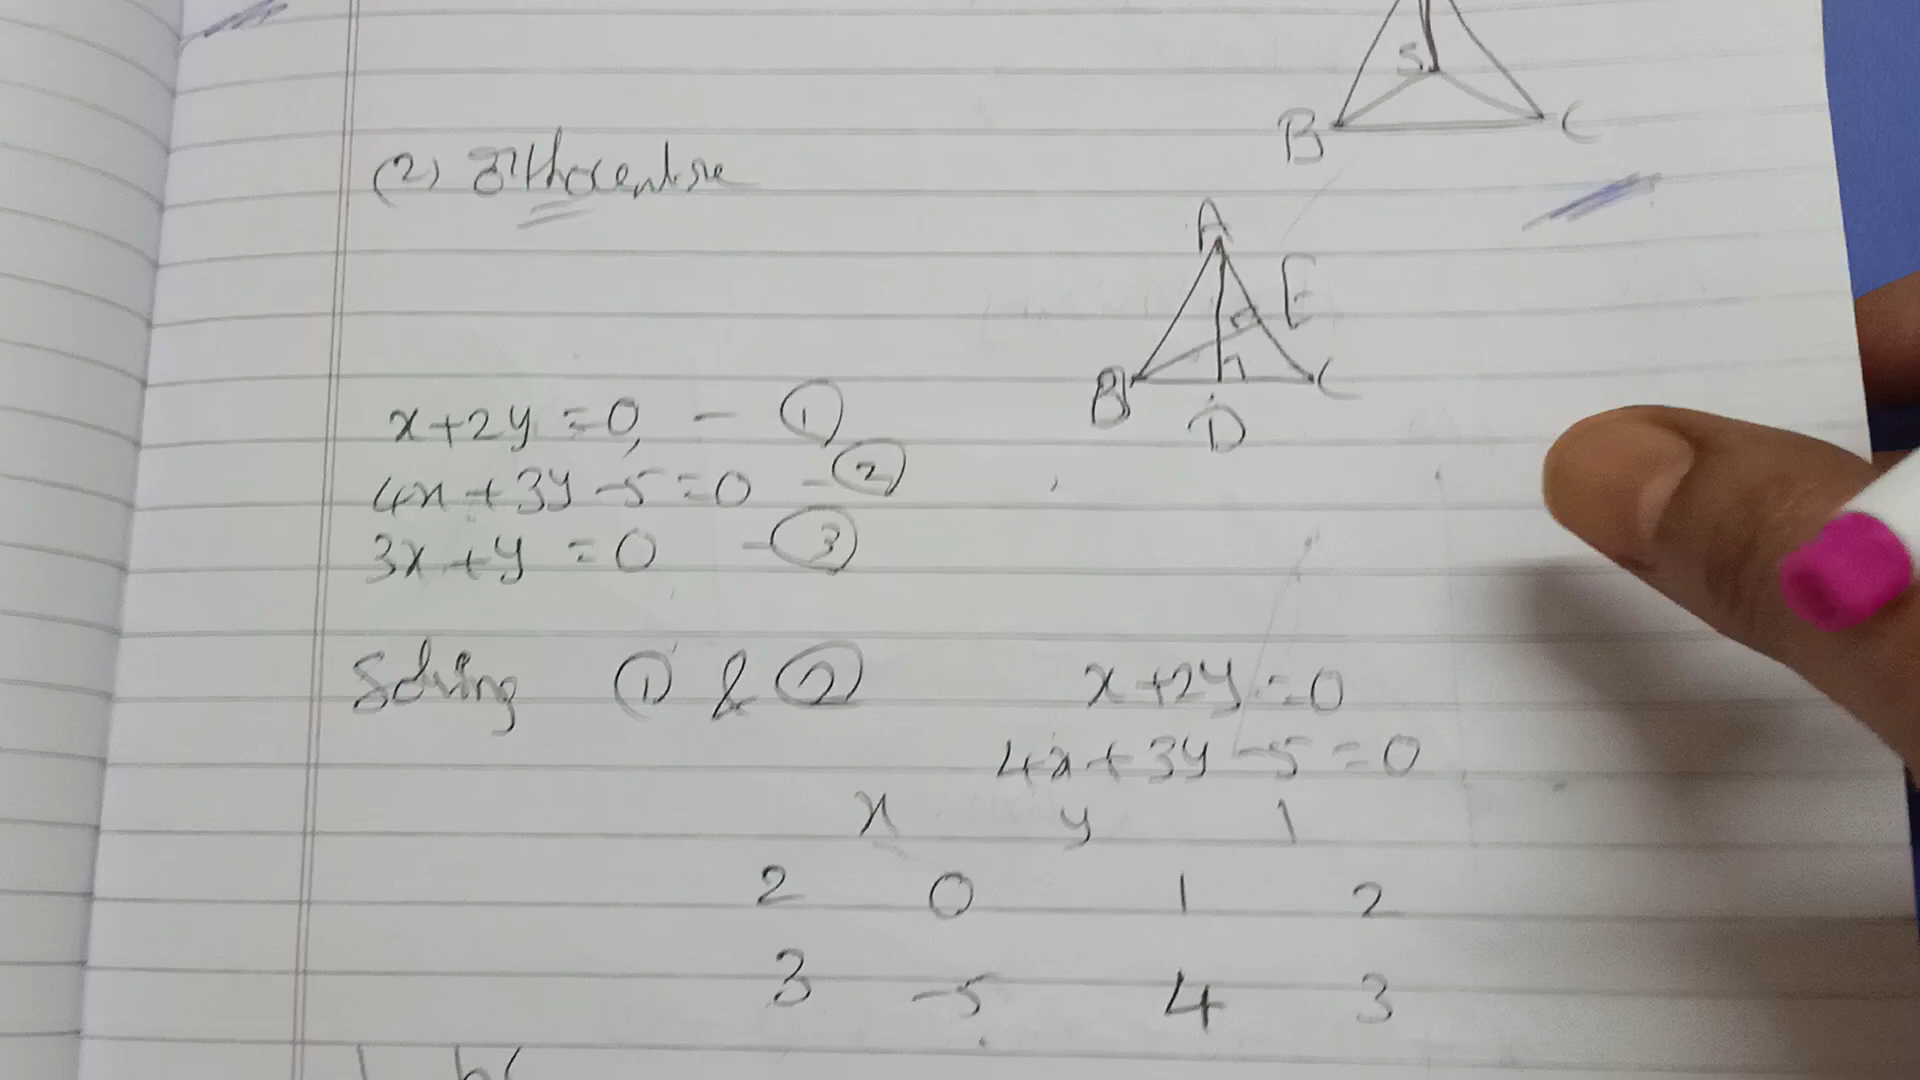 S
B C
(2) Orthocentre
A
E
B C
D
x+2y=0, - ①
4x+3y-5=0 - ②
3x+y=0 - ③
Solving ① & ②
x+2y=0
4x+3y-5=0
x y 1
2 0 1 2
3 -5 4 3